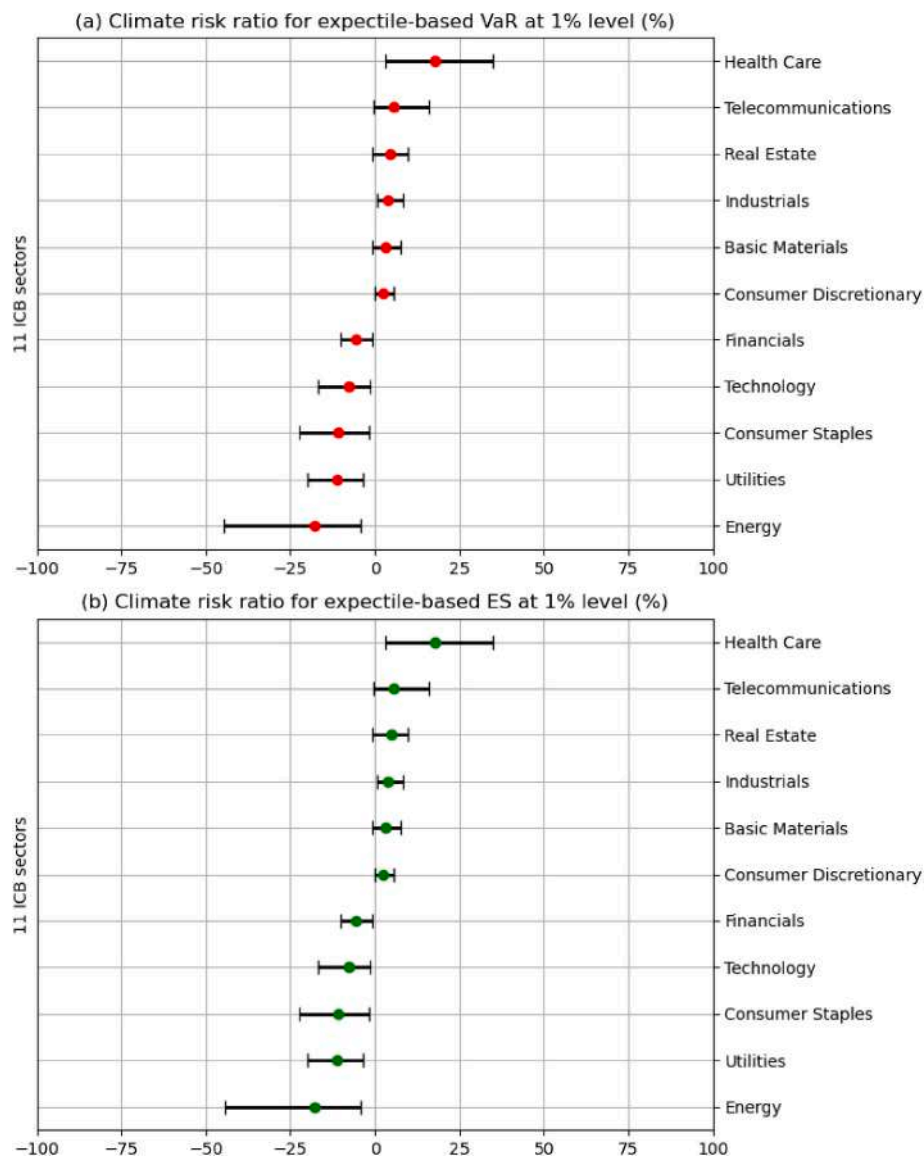 (a) Climate risk ratio for expectile-based VaR at 1% level (%)
Health Care
Telecommunications
Real Estate
Industrials
Basic Materials
Consumer Discretionary
Financials
Technology
Consumer Staples
Utilities
Energy
11 ICB sectors
−100 −75 −50 −25 0 25 50 75 100
(b) Climate risk ratio for expectile-based ES at 1% level (%)
Health Care
Telecommunications
Real Estate
Industrials
Basic Materials
Consumer Discretionary
Financials
Technology
Consumer Staples
Utilities
Energy
11 ICB sectors
−100 −75 −50 −25 0 25 50 75 100